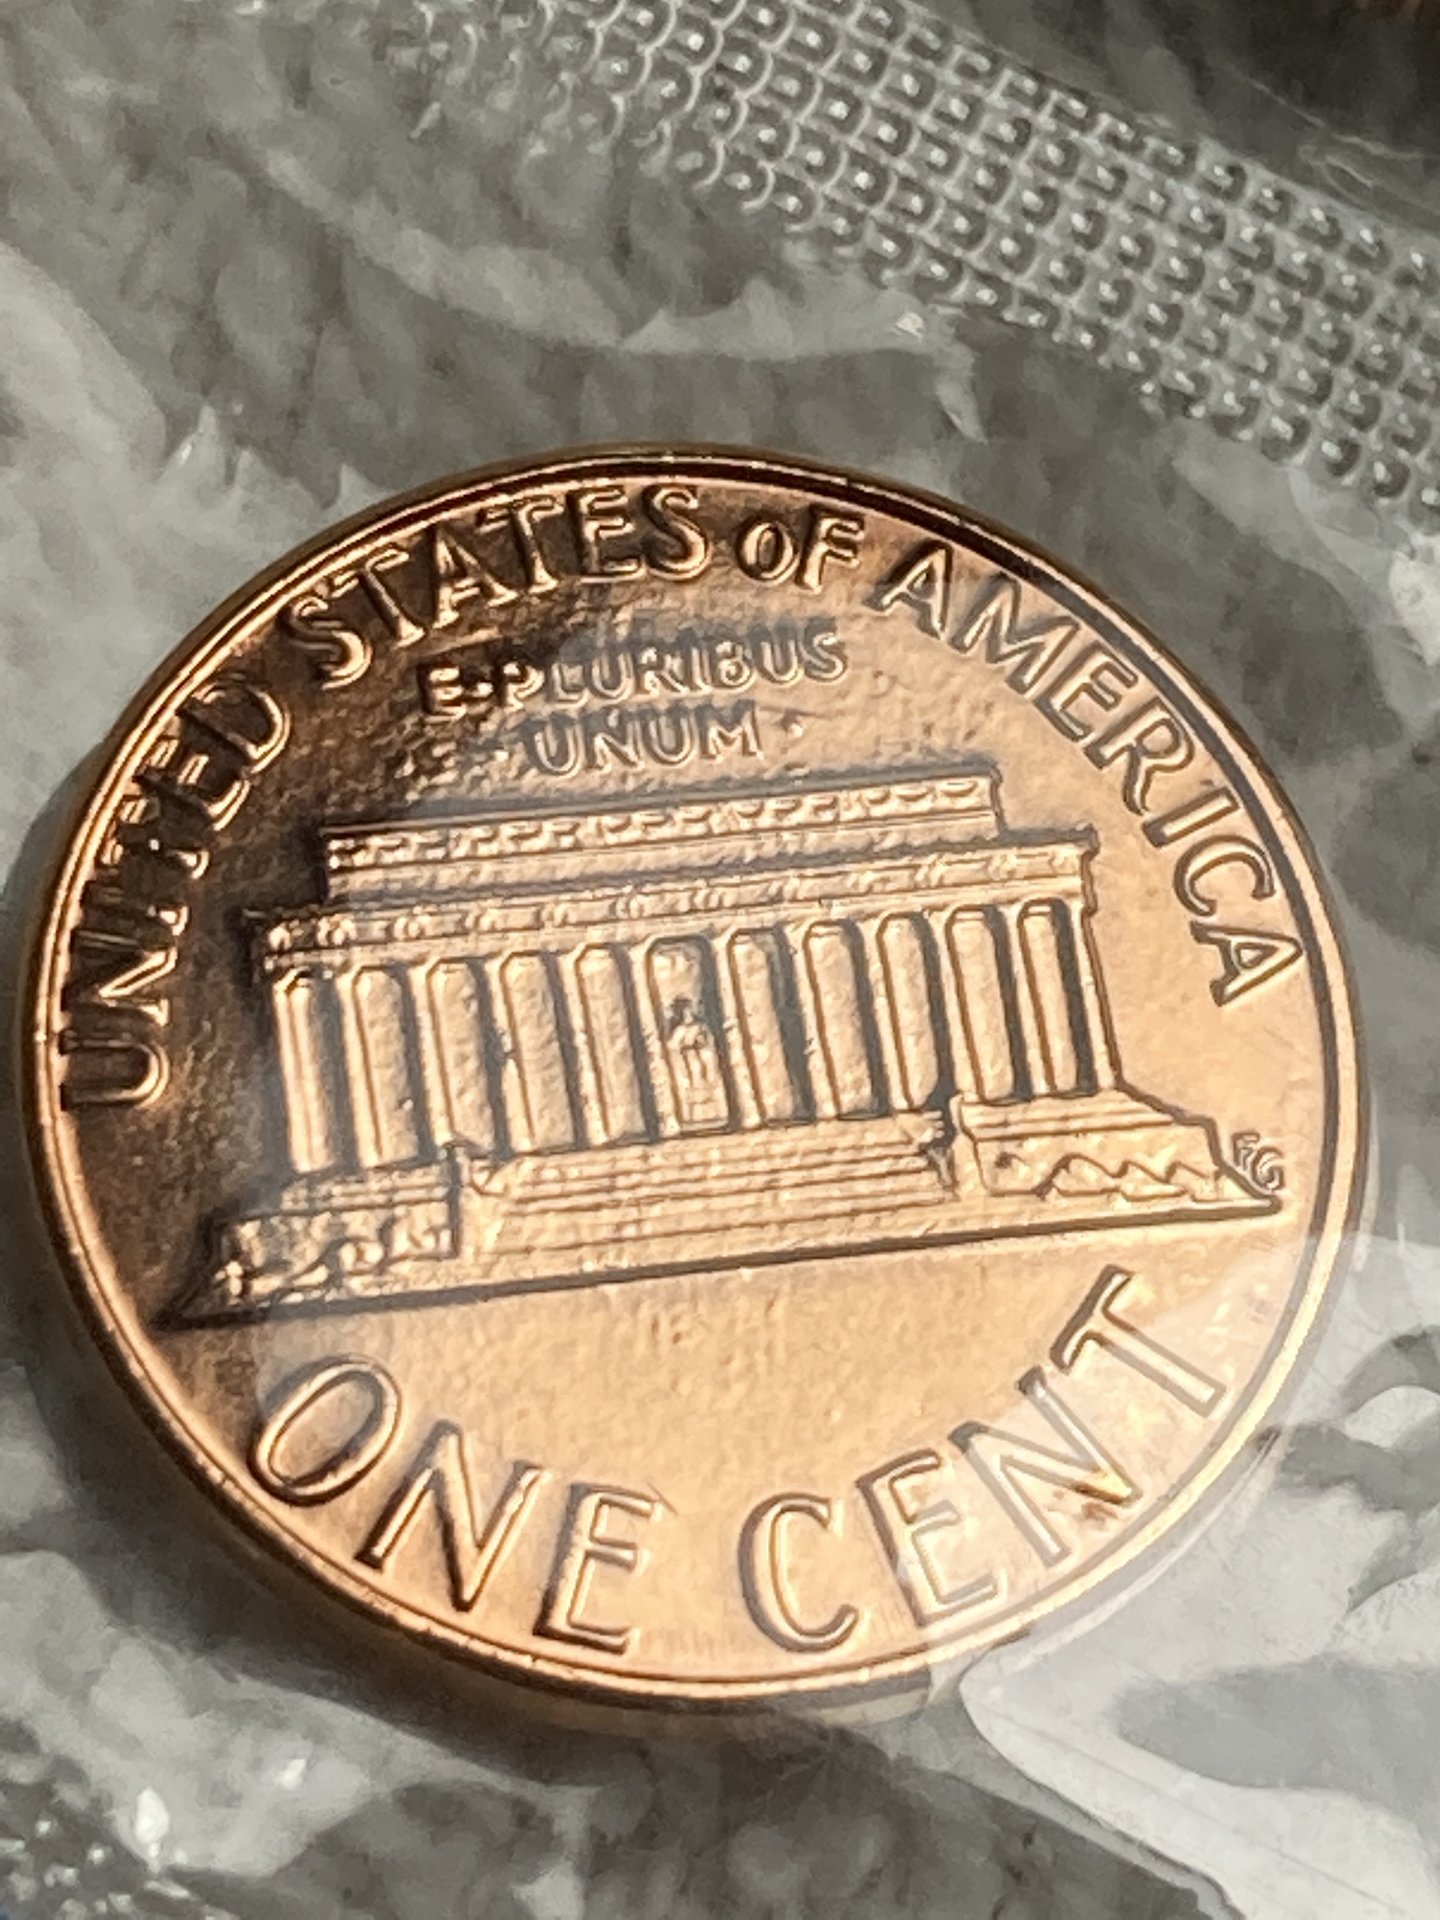 UNITED STATES OF AMERICA
E·PLURIBUS
·UNUM·
FG
ONE CENT